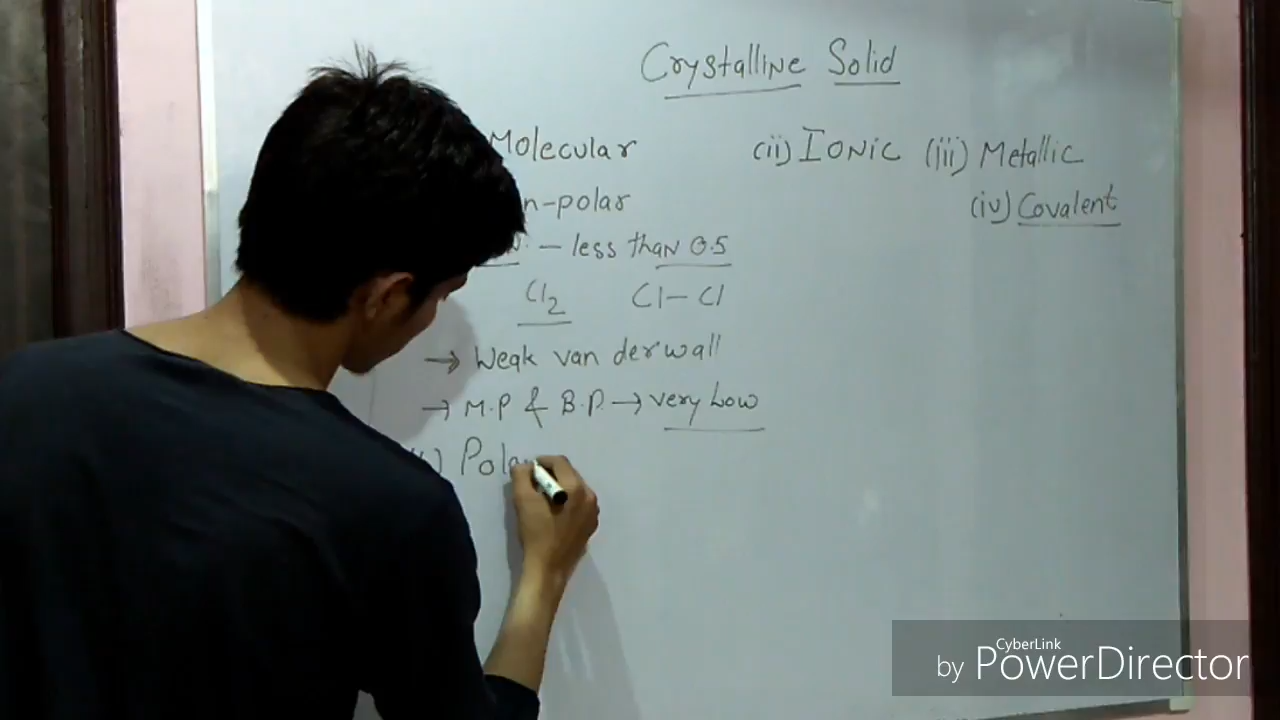 Crystalline Solid
Molecular (ii) Ionic (iii) Metallic
n-polar (iv) Covalent
— less than 0.5
Cl2 Cl–Cl
→ Weak van der wall
→ M.P & B.P. → very Low
Polar
CyberLink
by PowerDirector